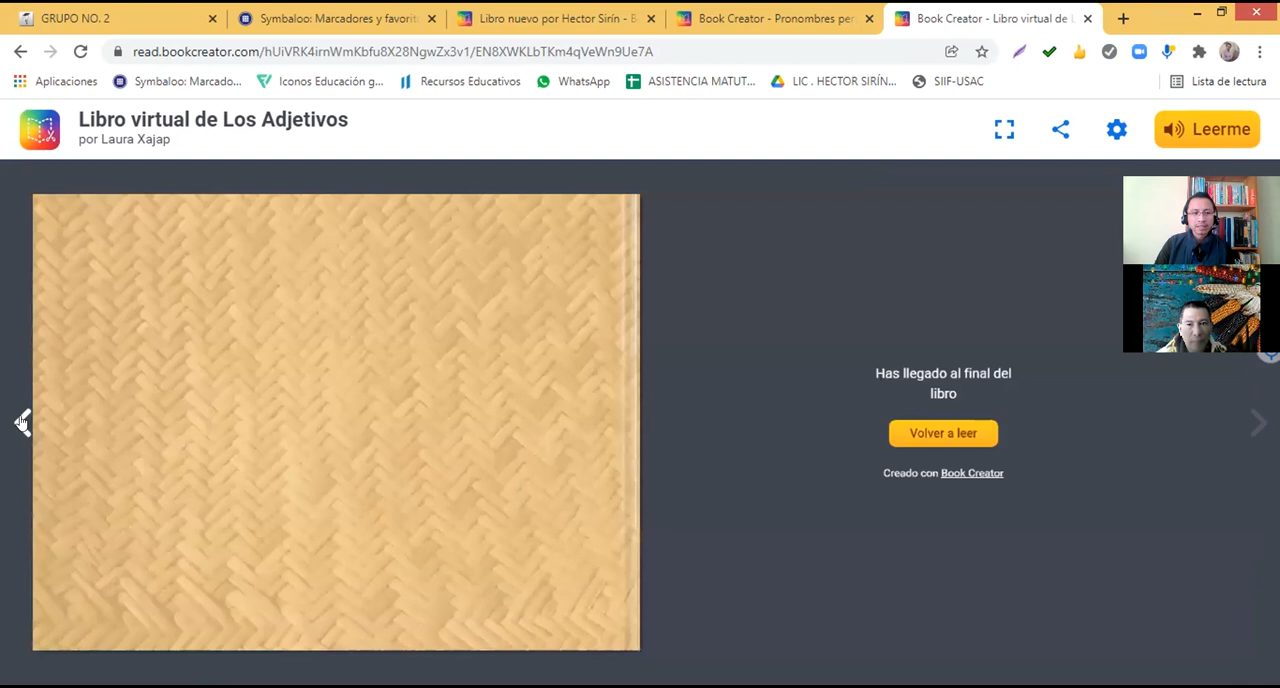 GRUPO NO. 2
Symbaloo: Marcadores y favorit
Libro nuevo por Hector Sirín - B
Book Creator - Pronombres per
Book Creator - Libro virtual de L
read.bookcreator.com/hUiVRK4irnWmKbfu8X28NgwZx3v1/EN8XWKLbTKm4qVeWn9Ue7A
Aplicaciones
Symbaloo: Marcado...
Iconos Educación g...
Recursos Educativos
WhatsApp
ASISTENCIA MATUT...
LIC . HECTOR SIRÍN...
SIIF-USAC
Lista de lectura
Libro virtual de Los Adjetivos
por Laura Xajap
Leerme
Has llegado al final del
libro
Volver a leer
Creado con Book Creator